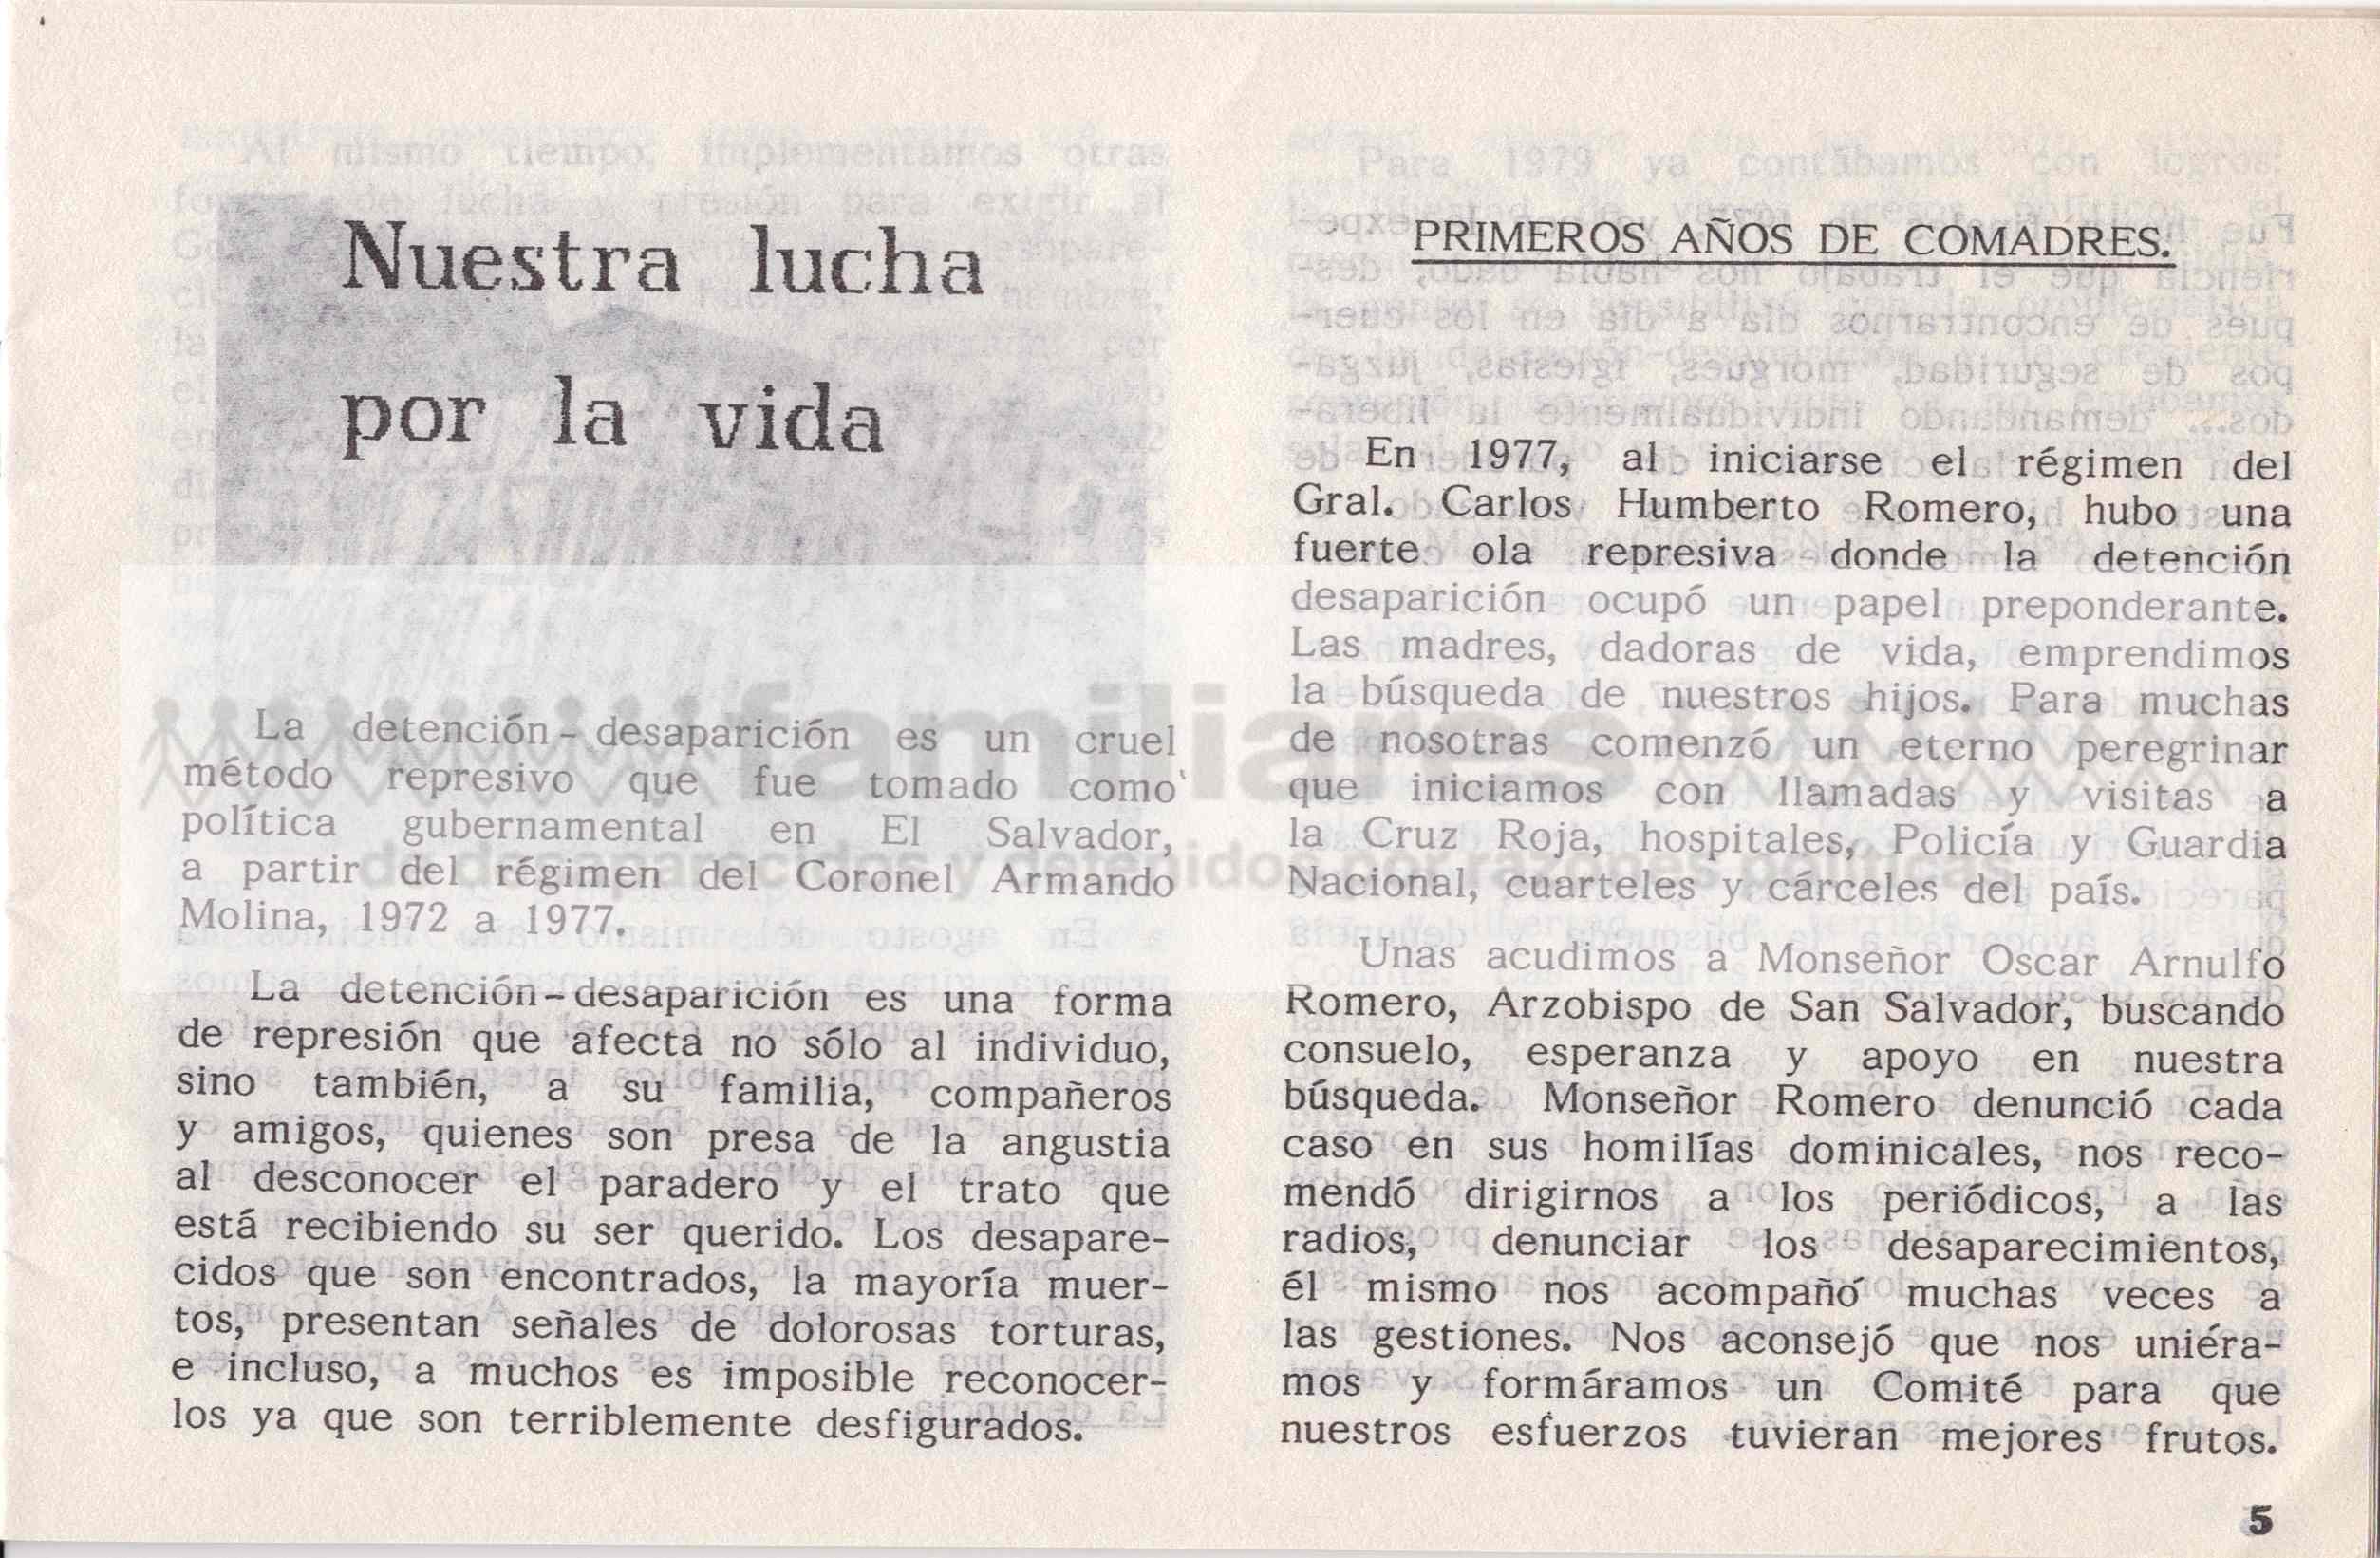 Nuestra lucha
por la vida
La detención-desaparición es un cruel
método represivo que fue tomado como
política gubernamental en El Salvador,
a partir del régimen del Coronel Armando
Molina, 1972 a 1977.
La detención-desaparición es una forma
de represión que afecta no sólo al individuo,
sino también, a su familia, compañeros
y amigos, quienes son presa de la angustia
al desconocer el paradero y el trato que
está recibiendo su ser querido. Los desapare-
cidos que son encontrados, la mayoría muer-
tos, presentan señales de dolorosas torturas,
e incluso, a muchos es imposible reconocer-
los ya que son terriblemente desfigurados.
PRIMEROS AÑOS DE COMADRES.
En 1977, al iniciarse el régimen del
Gral. Carlos Humberto Romero, hubo una
fuerte ola represiva donde la detención
desaparición ocupó un papel preponderante.
Las madres, dadoras de vida, emprendimos
la búsqueda de nuestros hijos. Para muchas
de nosotras comenzó un eterno peregrinar
que iniciamos con llamadas y visitas a
la Cruz Roja, hospitales, Policía y Guardia
Nacional, cuarteles y cárceles del país.
Unas acudimos a Monseñor Oscar Arnulfo
Romero, Arzobispo de San Salvador, buscando
consuelo, esperanza y apoyo en nuestra
búsqueda. Monseñor Romero denunció cada
caso en sus homilías dominicales, nos reco-
mendó dirigirnos a los periódicos, a las
radios, denunciar los desaparecimientos,
él mismo nos acompañó muchas veces a
las gestiones. Nos aconsejó que nos uniéra-
mos y formáramos un Comité para que
nuestros esfuerzos tuvieran mejores frutos.
5
familiares
de desaparecidos y detenidos por razones políticas